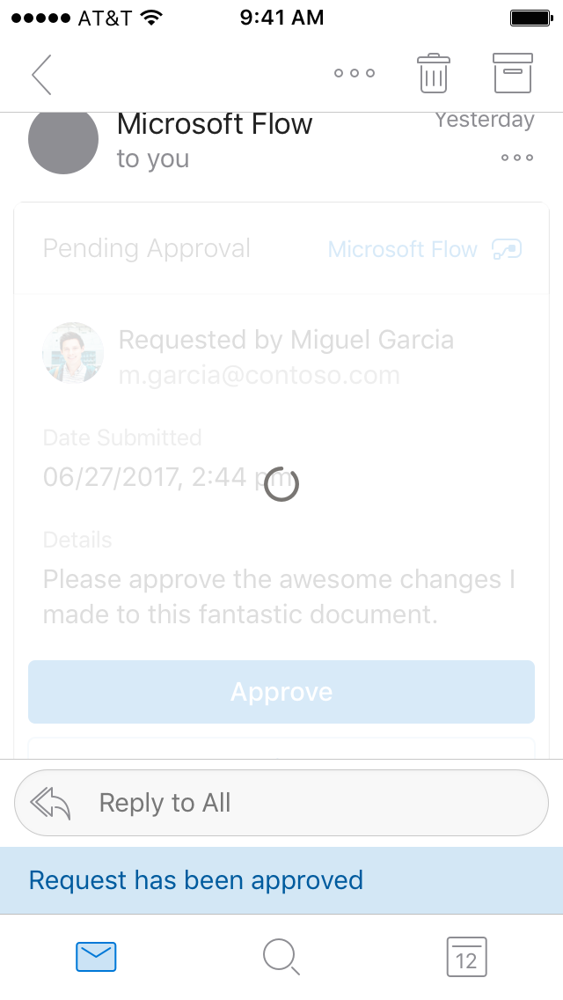 AT&T 9:41 AM
Microsoft Flow Yesterday
to you
Pending Approval Microsoft Flow
Requested by Miguel Garcia
m.garcia@contoso.com
Date Submitted
06/27/2017, 2:44 pm
Details
Please approve the awesome changes I
made to this fantastic document.
Approve
Reply to All
Request has been approved
12